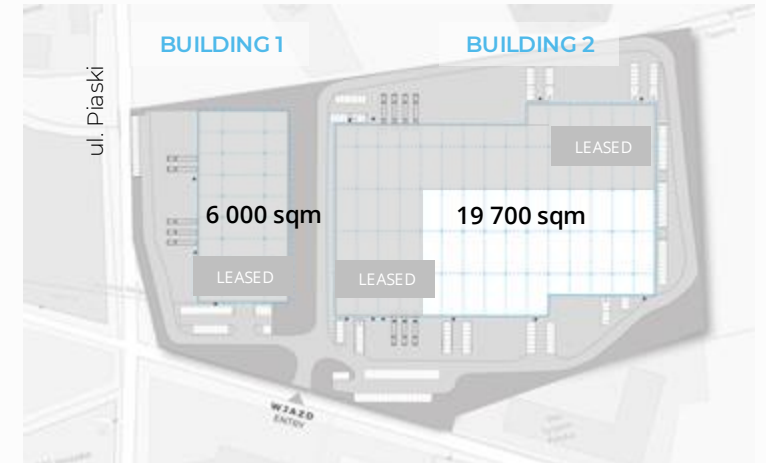 BUILDING 1
BUILDING 2
ul. Piaski
LEASED
6 000 sqm
19 700 sqm
LEASED
LEASED
WJAZD
ENTRY